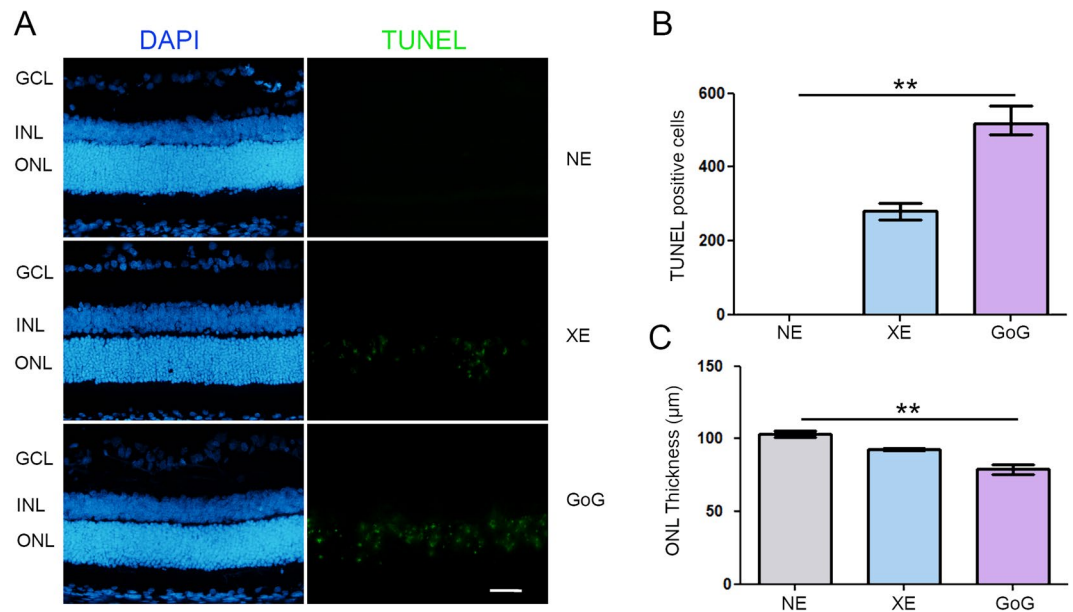 A
DAPI
TUNEL
GCL
INL
ONL
NE
GCL
INL
ONL
XE
GCL
INL
ONL
GoG
B
**
TUNEL positive cells
600
400
200
0
NE
XE
GoG
C
**
ONL Thickness (μm)
150
100
50
0
NE
XE
GoG